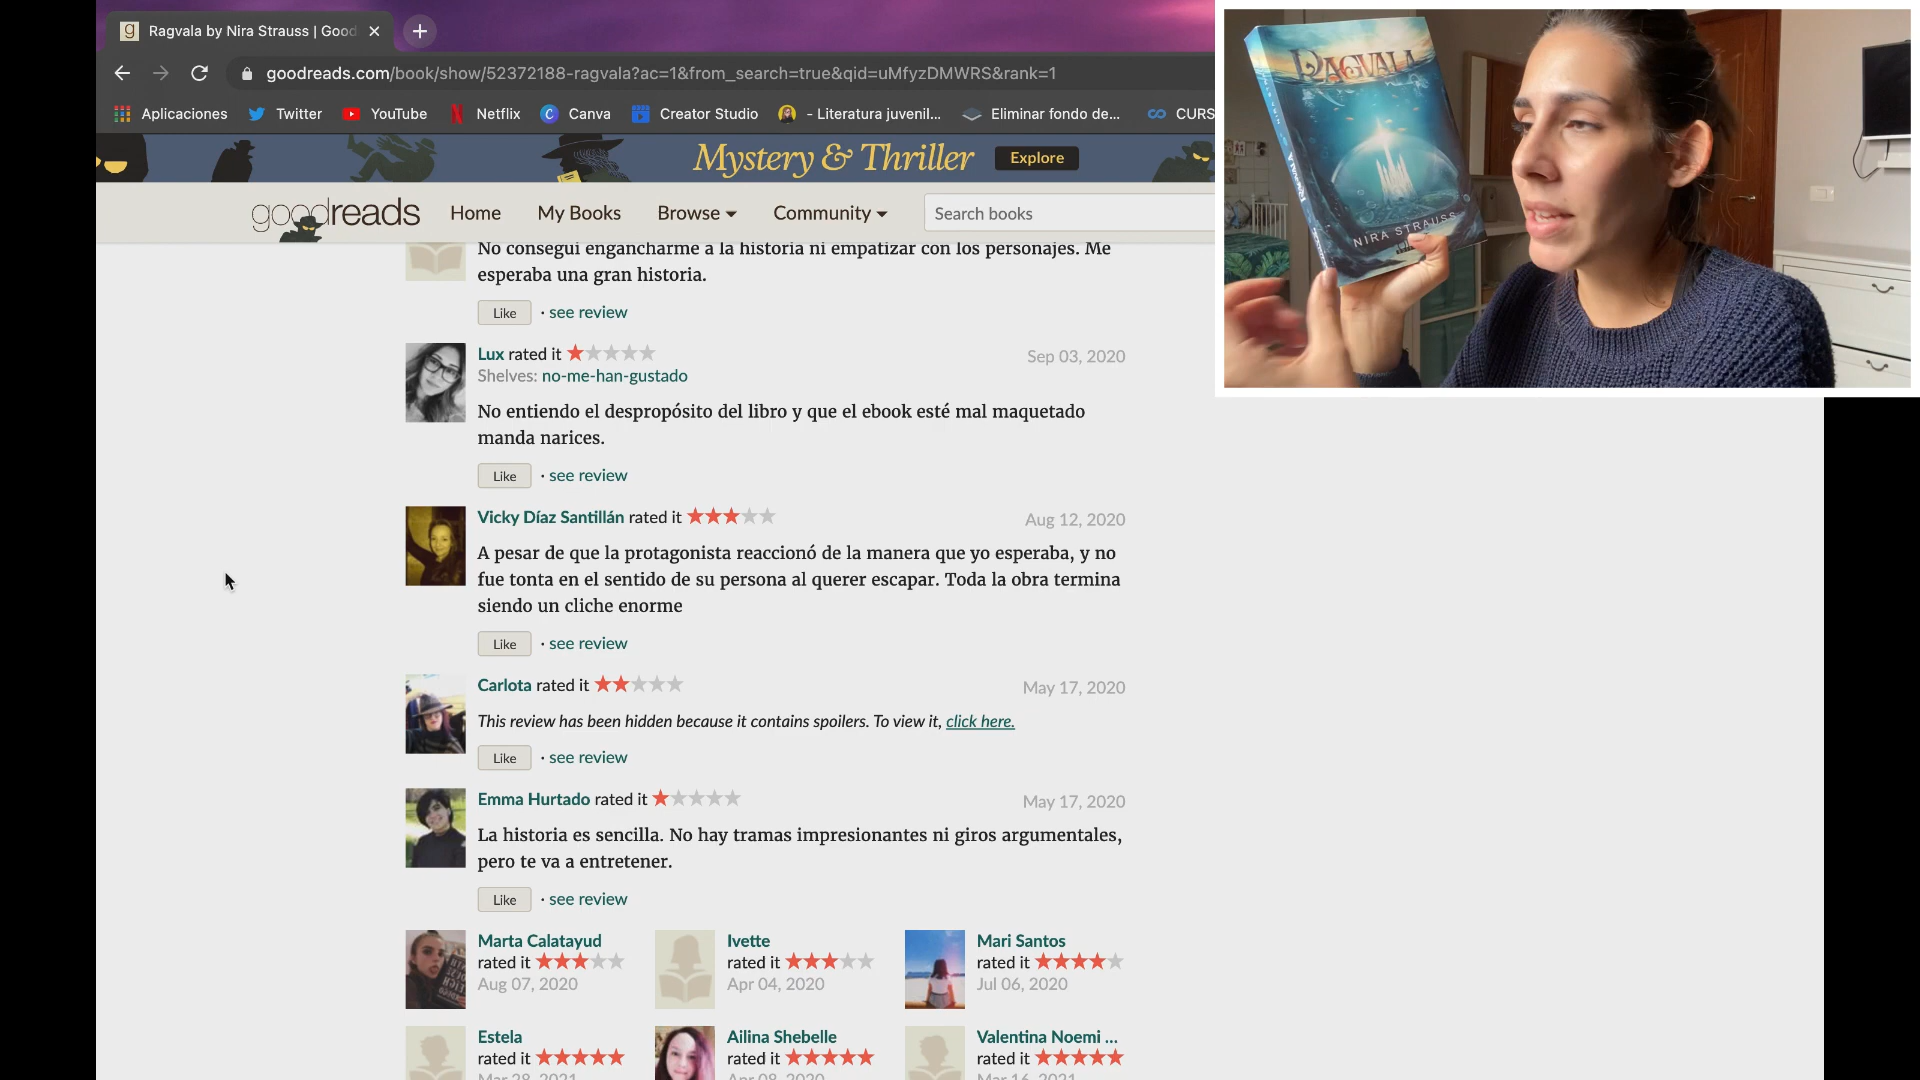 Ragvala by Nira Strauss | Good
goodreads.com/book/show/52372188-ragvala?ac=1&from_search=true&qid=uMfyzDMWRS&rank=1
Aplicaciones
Twitter
YouTube
Netflix
Canva
Creator Studio
- Literatura juvenil...
Eliminar fondo de...
CURS
Mystery & Thriller
Explore
goodreads
Home
My Books
Browse
Community
Search books
RAGVALA
NIRA STRAUSS
No conseguí engancharme a la historia ni empatizar con los personajes. Me
esperaba una gran historia.
Like · see review
Lux rated it
Sep 03, 2020
Shelves: no-me-han-gustado
No entiendo el despropósito del libro y que el ebook esté mal maquetado
manda narices.
Like · see review
Vicky Díaz Santillán rated it
Aug 12, 2020
A pesar de que la protagonista reaccionó de la manera que yo esperaba, y no
fue tonta en el sentido de su persona al querer escapar. Toda la obra termina
siendo un cliche enorme
Like · see review
Carlota rated it
May 17, 2020
This review has been hidden because it contains spoilers. To view it, click here.
Like · see review
Emma Hurtado rated it
May 17, 2020
La historia es sencilla. No hay tramas impresionantes ni giros argumentales,
pero te va a entretener.
Like · see review
Marta Calatayud
rated it
Aug 07, 2020
Ivette
rated it
Apr 04, 2020
Mari Santos
rated it
Jul 06, 2020
Estela
rated it
Mar 28, 2021
Ailina Shebelle
rated it
Apr 08, 2020
Valentina Noemi ...
rated it
Mar 16, 2021